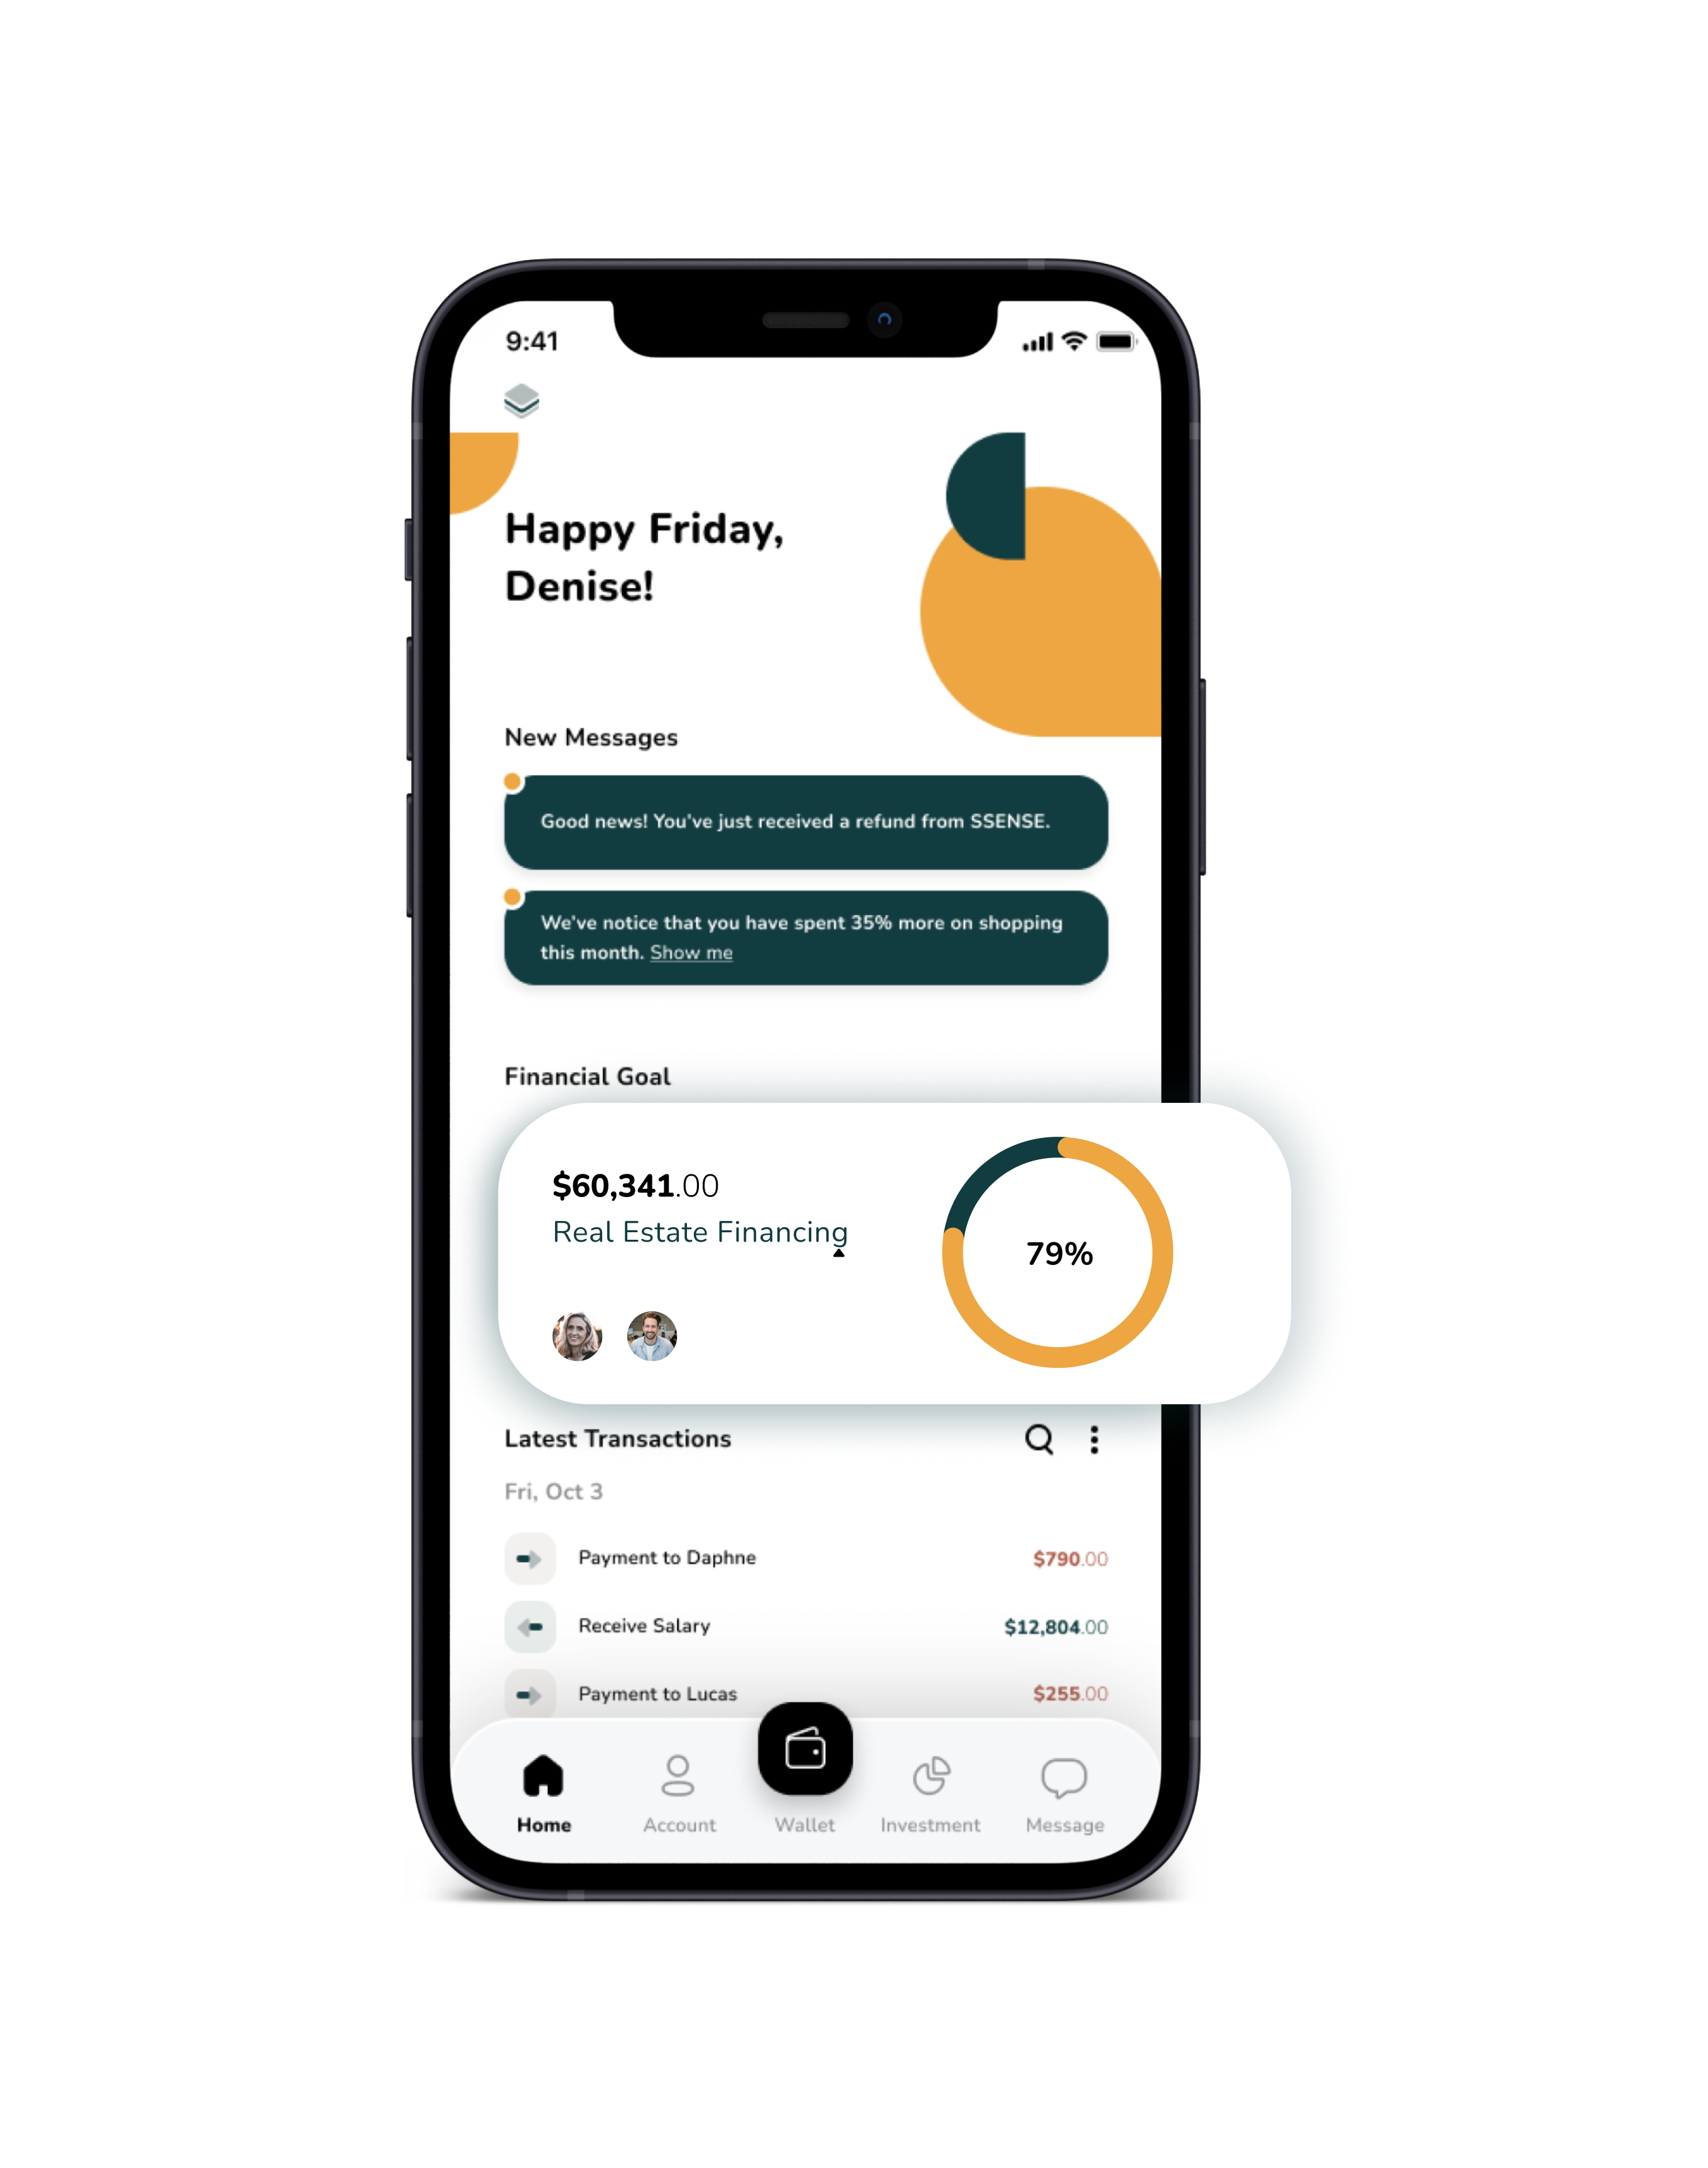 9:41
Happy Friday,
Denise!
New Messages
Good news! You've just received a refund from SSENSE.
We've notice that you have spent 35% more on shopping
this month. Show me
Financial Goal
$60,341.00
Real Estate Financing
79%
Latest Transactions
Fri, Oct 3
Payment to Daphne $790.00
Receive Salary $12,804.00
Payment to Lucas $255.00
Home Account Wallet Investment Message